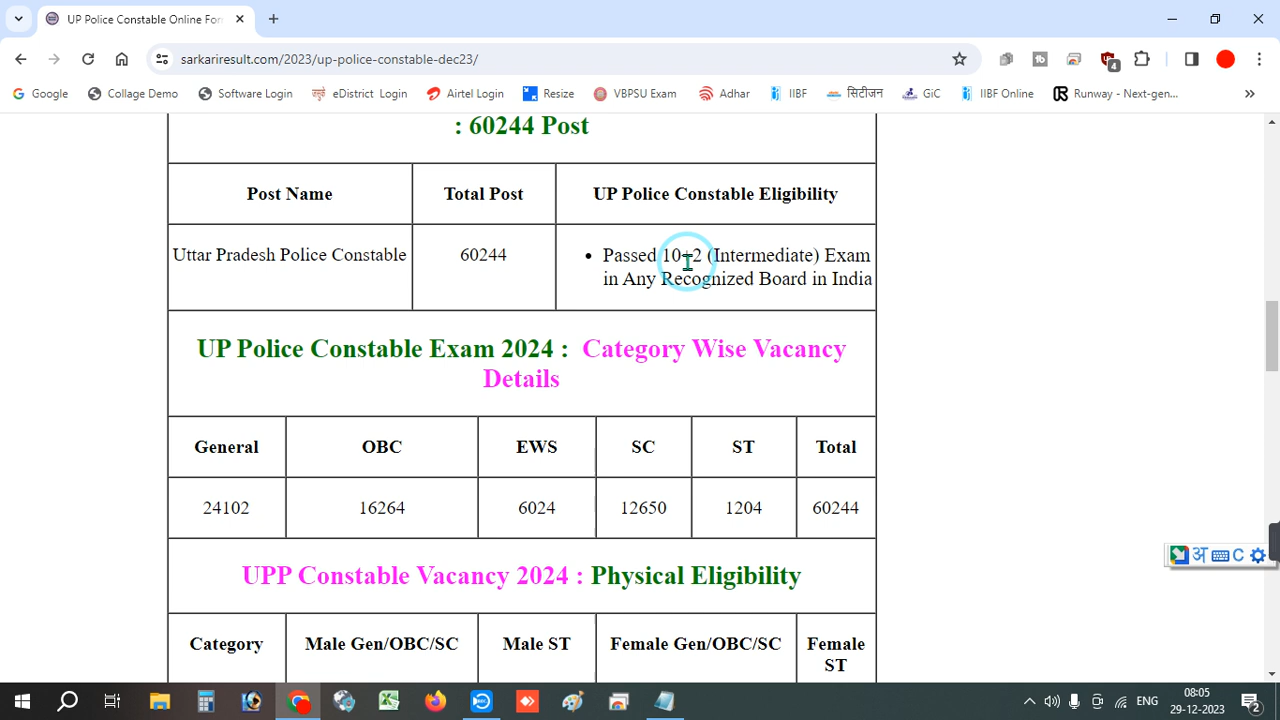 UP Police Constable Online For
sarkariresult.com/2023/up-police-constable-dec23/
4
Google
Collage Demo
Software Login
eDistrict Login
Airtel Login
Resize
VBPSU Exam
Adhar
IIBF
सिटीजन
GiC
IIBF Online
Runway - Next-gen...
: 60244 Post
Post Name
Total Post
UP Police Constable Eligibility
Uttar Pradesh Police Constable
60244
Passed 10+2 (Intermediate) Exam
in Any Recognized Board in India
UP Police Constable Exam 2024 : Category Wise Vacancy
Details
General
OBC
EWS
SC
ST
Total
24102
16264
6024
12650
1204
60244
UPP Constable Vacancy 2024 : Physical Eligibility
Category
Male Gen/OBC/SC
Male ST
Female Gen/OBC/SC
Female
ST
अ
C
ENG
08:05
29-12-2023
2